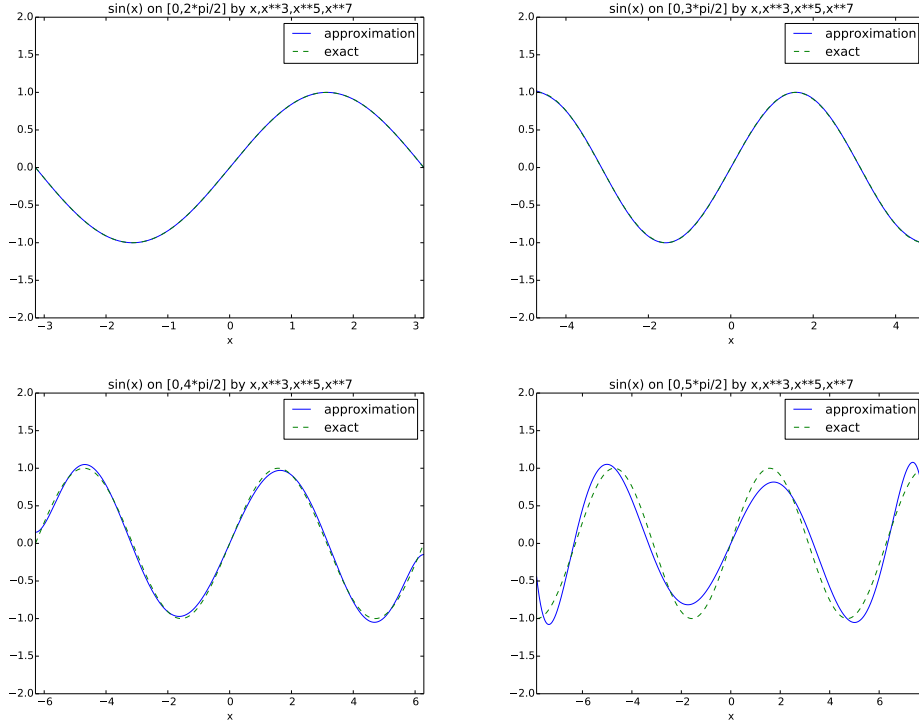 sin(x) on [0,2*pi/2] by x,x**3,x**5,x**7
approximation
exact
2.0
1.5
1.0
0.5
0.0
−0.5
−1.0
−1.5
−2.0
−3 −2 −1 0 1 2 3
x
sin(x) on [0,3*pi/2] by x,x**3,x**5,x**7
approximation
exact
2.0
1.5
1.0
0.5
0.0
−0.5
−1.0
−1.5
−2.0
−4 −2 0 2 4
x
sin(x) on [0,4*pi/2] by x,x**3,x**5,x**7
approximation
exact
2.0
1.5
1.0
0.5
0.0
−0.5
−1.0
−1.5
−2.0
−6 −4 −2 0 2 4 6
x
sin(x) on [0,5*pi/2] by x,x**3,x**5,x**7
approximation
exact
2.0
1.5
1.0
0.5
0.0
−0.5
−1.0
−1.5
−2.0
−6 −4 −2 0 2 4 6
x